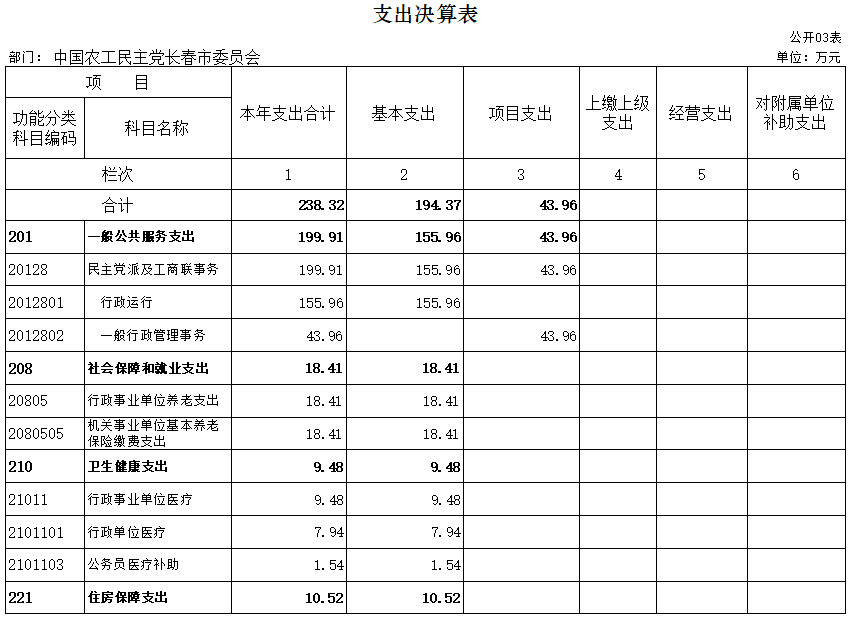 支出决算表
公开03表
部门： 中国农工民主党长春市委员会 单位：万元
项 目 本年支出合计 基本支出 项目支出 上缴上级支出 经营支出 对附属单位补助支出
功能分类科目编码 科目名称
栏次 1 2 3 4 5 6
合计 238.32 194.37 43.96
201 一般公共服务支出 199.91 155.96 43.96
20128 民主党派及工商联事务 199.91 155.96 43.96
2012801 行政运行 155.96 155.96
2012802 一般行政管理事务 43.96 43.96
208 社会保障和就业支出 18.41 18.41
20805 行政事业单位养老支出 18.41 18.41
2080505 机关事业单位基本养老保险缴费支出 18.41 18.41
210 卫生健康支出 9.48 9.48
21011 行政事业单位医疗 9.48 9.48
2101101 行政单位医疗 7.94 7.94
2101103 公务员医疗补助 1.54 1.54
221 住房保障支出 10.52 10.52